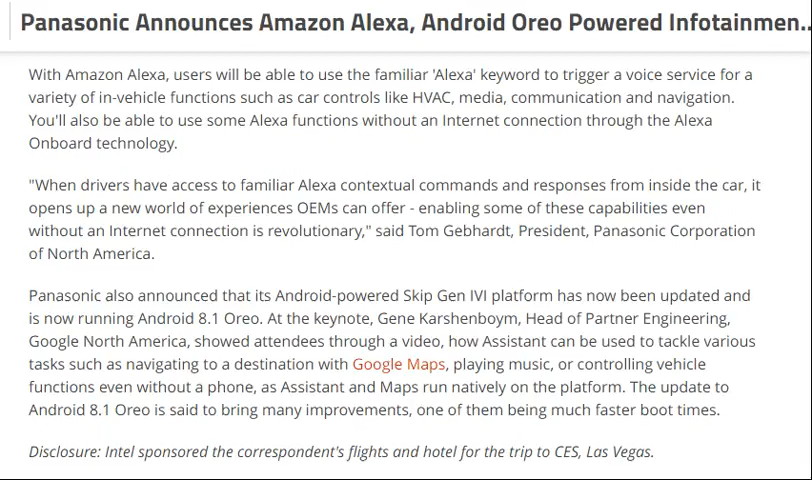 Panasonic Announces Amazon Alexa, Android Oreo Powered Infotainmen..
With Amazon Alexa, users will be able to use the familiar 'Alexa' keyword to trigger a voice service for a
variety of in-vehicle functions such as car controls like HVAC, media, communication and navigation.
You'll also be able to use some Alexa functions without an Internet connection through the Alexa
Onboard technology.
"When drivers have access to familiar Alexa contextual commands and responses from inside the car, it
opens up a new world of experiences OEMs can offer - enabling some of these capabilities even
without an Internet connection is revolutionary," said Tom Gebhardt, President, Panasonic Corporation
of North America.
Panasonic also announced that its Android-powered Skip Gen IVI platform has now been updated and
is now running Android 8.1 Oreo. At the keynote, Gene Karshenboym, Head of Partner Engineering,
Google North America, showed attendees through a video, how Assistant can be used to tackle various
tasks such as navigating to a destination with Google Maps, playing music, or controlling vehicle
functions even without a phone, as Assistant and Maps run natively on the platform. The update to
Android 8.1 Oreo is said to bring many improvements, one of them being much faster boot times.
Disclosure: Intel sponsored the correspondent's flights and hotel for the trip to CES, Las Vegas.